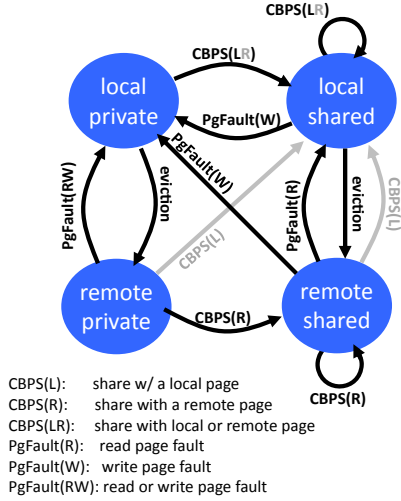 CBPS(LR)
CBPS(LR)
local
private
local
shared
PgFault(W)
PgFault(W)
PgFault(RW)
eviction
CBPS(L)
PgFault(R)
eviction
CBPS(L)
remote
private
CBPS(R)
remote
shared
CBPS(R)
CBPS(L): share w/ a local page
CBPS(R): share with a remote page
CBPS(LR): share with local or remote page
PgFault(R): read page fault
PgFault(W): write page fault
PgFault(RW): read or write page fault